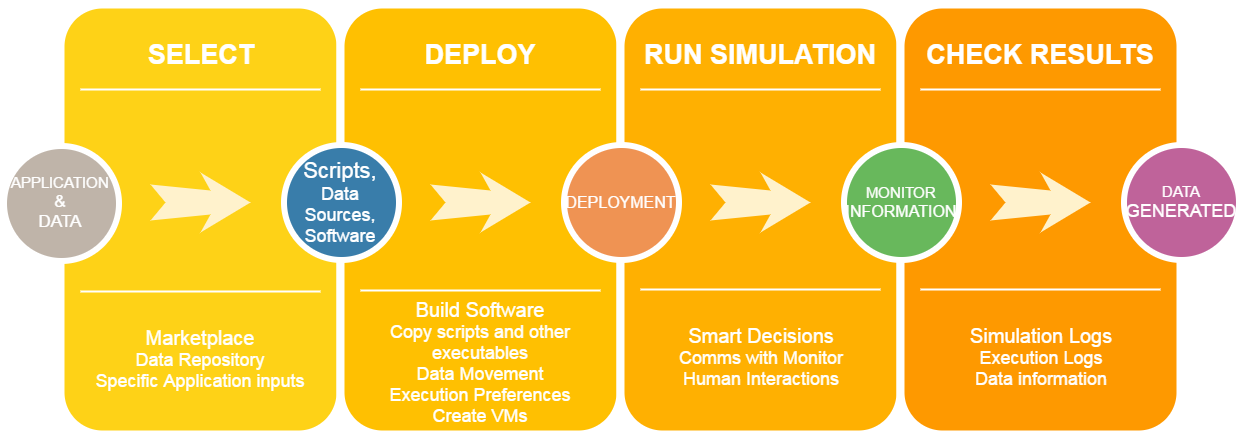 SELECT
DEPLOY
RUN SIMULATION
CHECK RESULTS
APPLICATION
&
DATA
Scripts,
Data
Sources,
Software
DEPLOYMENT
MONITOR
INFORMATION
DATA
GENERATED
Marketplace
Data Repository
Specific Application inputs
Build Software
Copy scripts and other
executables
Data Movement
Execution Preferences
Create VMs
Smart Decisions
Comms with Monitor
Human Interactions
Simulation Logs
Execution Logs
Data information